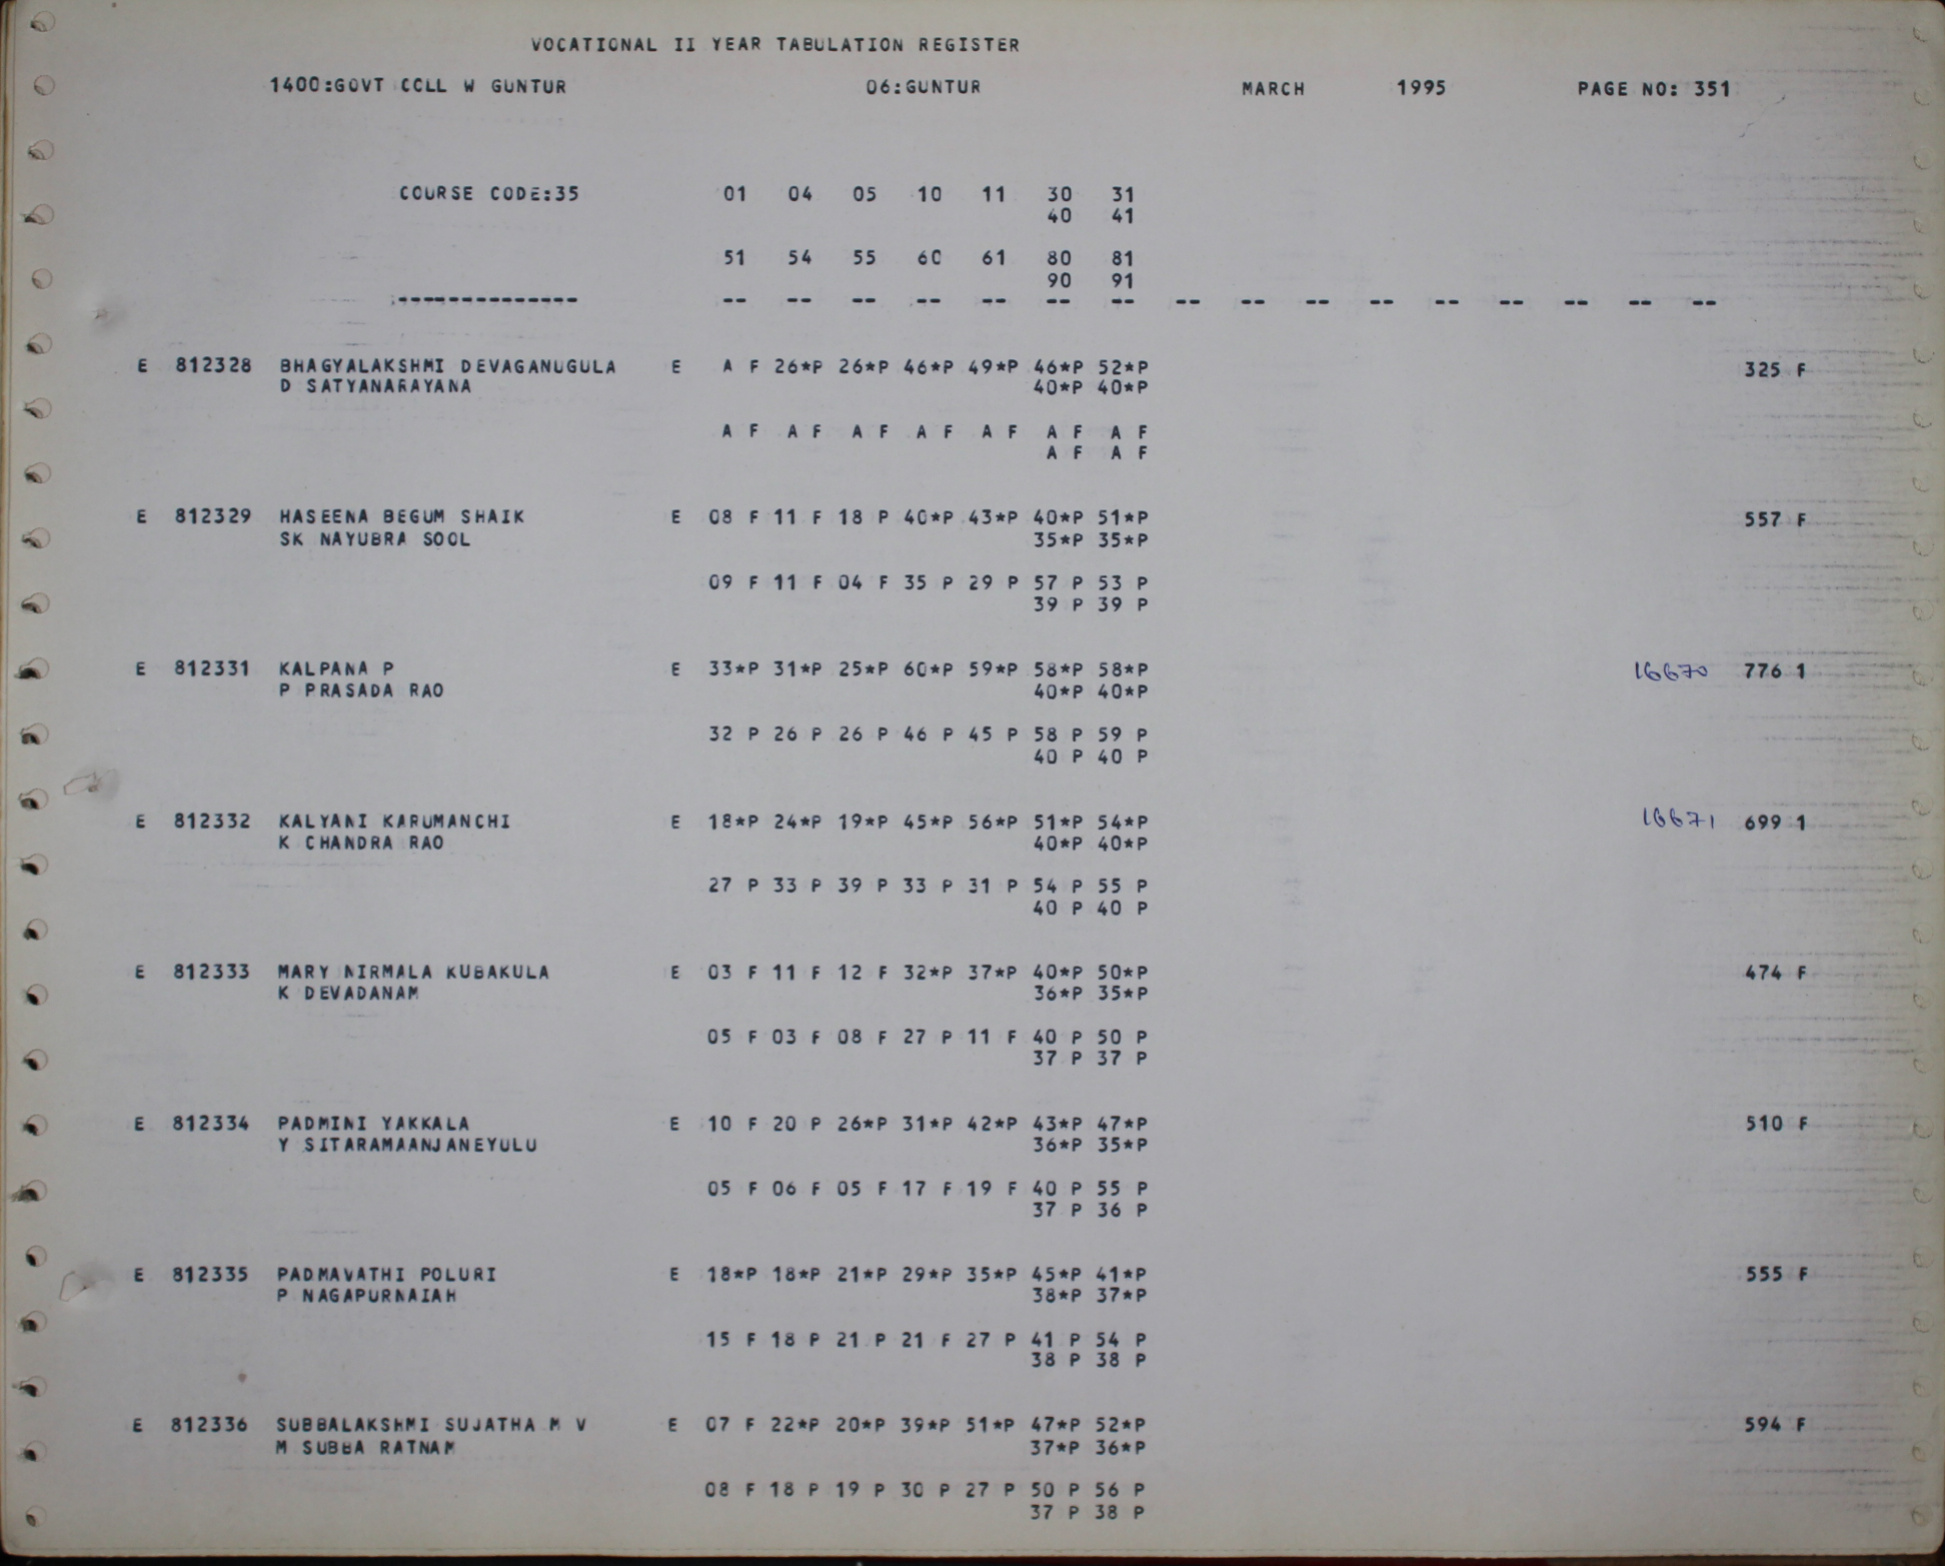 VOCATIONAL II YEAR TABULATION REGISTER
1400:GOVT COLL W GUNTUR 06:GUNTUR MARCH 1995 PAGE NO: 351
COURSE CODE:35 01 04 05 10 11 30 31
40 41
51 54 55 60 61 80 81
90 91
-------------- -- -- -- -- -- -- -- -- -- -- -- -- -- -- -- --
E 812328 BHAGYALAKSHMI DEVAGANUGULA E A F 26*P 26*P 46*P 49*P 46*P 52*P 325 F
D SATYANARAYANA 40*P 40*P
A F A F A F A F A F A F A F
A F A F
E 812329 HASEENA BEGUM SHAIK E 08 F 11 F 18 P 40*P 43*P 40*P 51*P 557 F
SK NAYUBRA SOOL 35*P 35*P
09 F 11 F 04 F 35 P 29 P 57 P 53 P
39 P 39 P
E 812331 KALPANA P E 33*P 31*P 25*P 60*P 59*P 58*P 58*P 16670 776 1
P PRASADA RAO 40*P 40*P
32 P 26 P 26 P 46 P 45 P 58 P 59 P
40 P 40 P
E 812332 KALYANI KARUMANCHI E 18*P 24*P 19*P 45*P 56*P 51*P 54*P 16671 699 1
K CHANDRA RAO 40*P 40*P
27 P 33 P 39 P 33 P 31 P 54 P 55 P
40 P 40 P
E 812333 MARY NIRMALA KUBAKULA E 03 F 11 F 12 F 32*P 37*P 40*P 50*P 474 F
K DEVADANAM 36*P 35*P
05 F 03 F 08 F 27 P 11 F 40 P 50 P
37 P 37 P
E 812334 PADMINI YAKKALA E 10 F 20 P 26*P 31*P 42*P 43*P 47*P 510 F
Y SITARAMAANJANEYULU 36*P 35*P
05 F 06 F 05 F 17 F 19 F 40 P 55 P
37 P 36 P
E 812335 PADMAVATHI POLURI E 18*P 18*P 21*P 29*P 35*P 45*P 41*P 555 F
P NAGAPURNAIAH 38*P 37*P
15 F 18 P 21 P 21 F 27 P 41 P 54 P
38 P 38 P
E 812336 SUBBALAKSHMI SUJATHA M V E 07 F 22*P 20*P 39*P 51*P 47*P 52*P 594 F
M SUBBA RATNAM 37*P 36*P
08 F 18 P 19 P 30 P 27 P 50 P 56 P
37 P 38 P